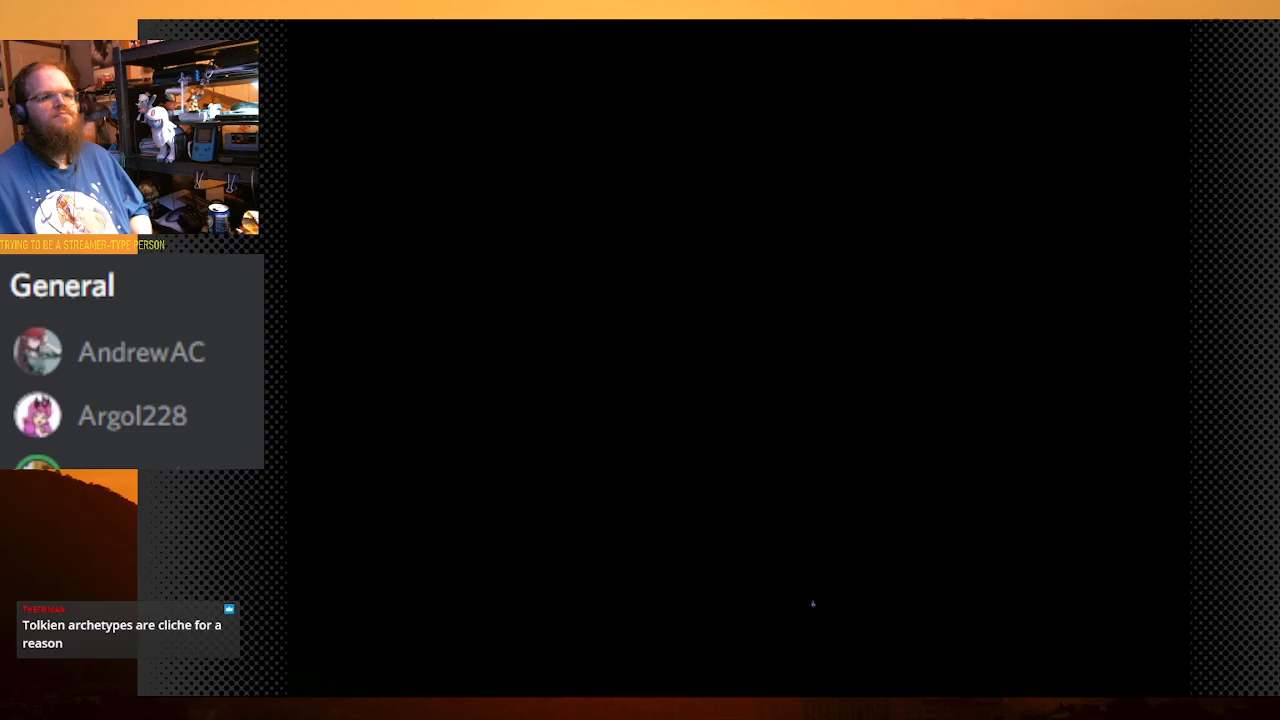 TRYING TO BE A STREAMER-TYPE PERSON
General
AndrewAC
Argol228
Tolkien archetypes are cliche for a
reason